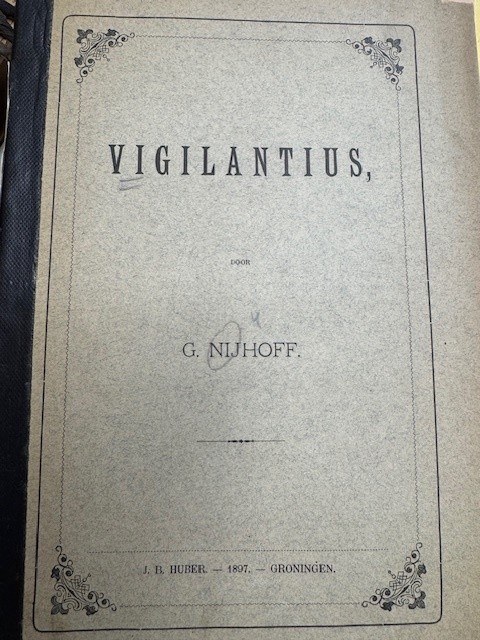 VIGILANTIUS,
DOOR
G. NIJHOFF.
J. B. HUBER. — 1897. — GRONINGEN.